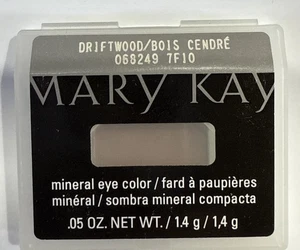 DRIFTWOOD/BOIS CENDRÉ
068249 7F10
MARY KAY
mineral eye color / fard à paupières
minéral / sombra mineral compacta
.05 OZ. NET WT. / 1.4 g / 1,4 g